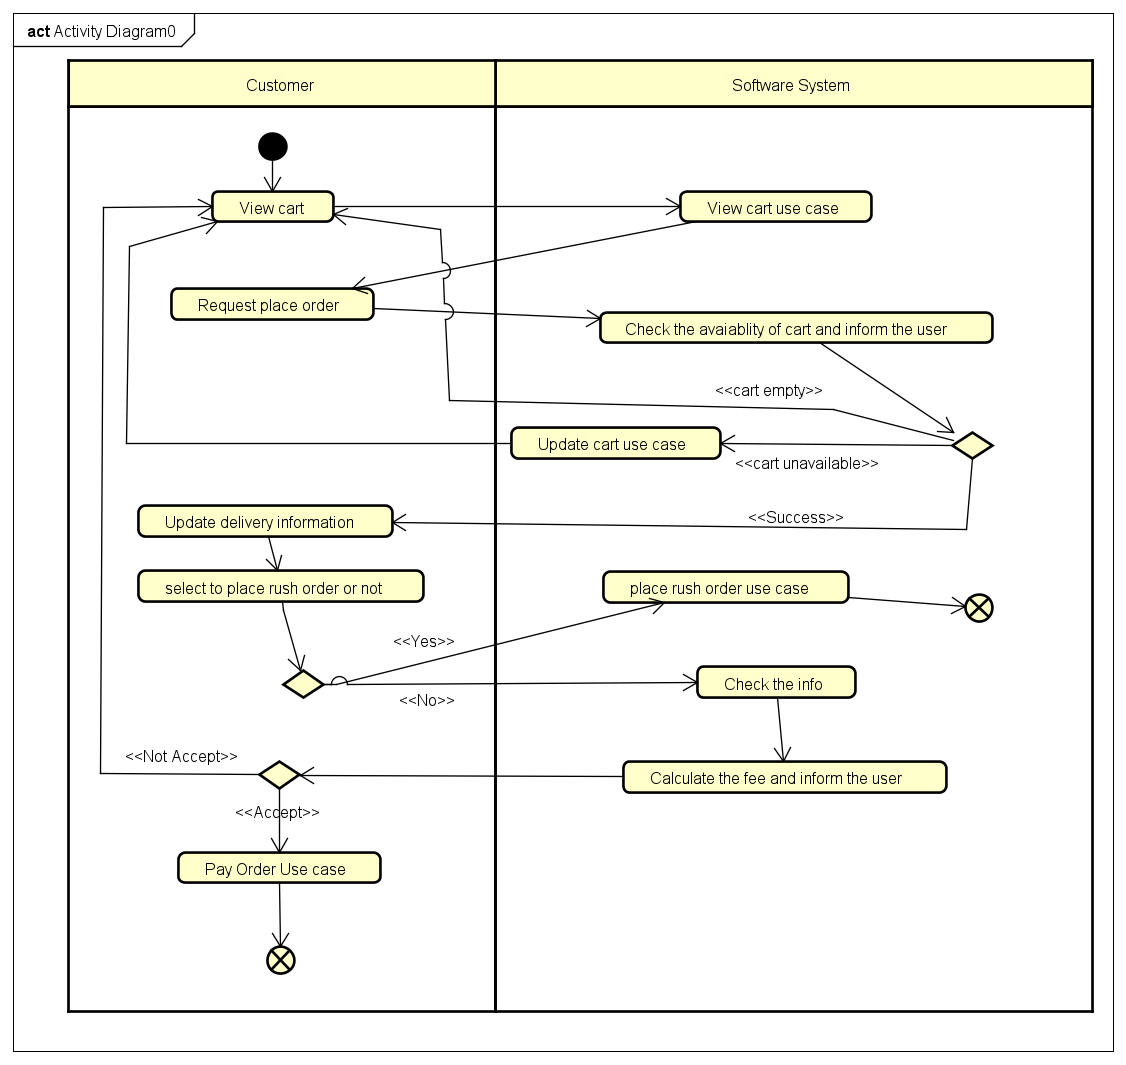 act Activity Diagram0
Customer
Software System
View cart
View cart use case
Request place order
Check the avaiablity of cart and inform the user
<<cart empty>>
Update cart use case
<<cart unavailable>>
Update delivery information
<<Success>>
select to place rush order or not
place rush order use case
<<Yes>>
<<No>>
Check the info
<<Not Accept>>
Calculate the fee and inform the user
<<Accept>>
Pay Order Use case